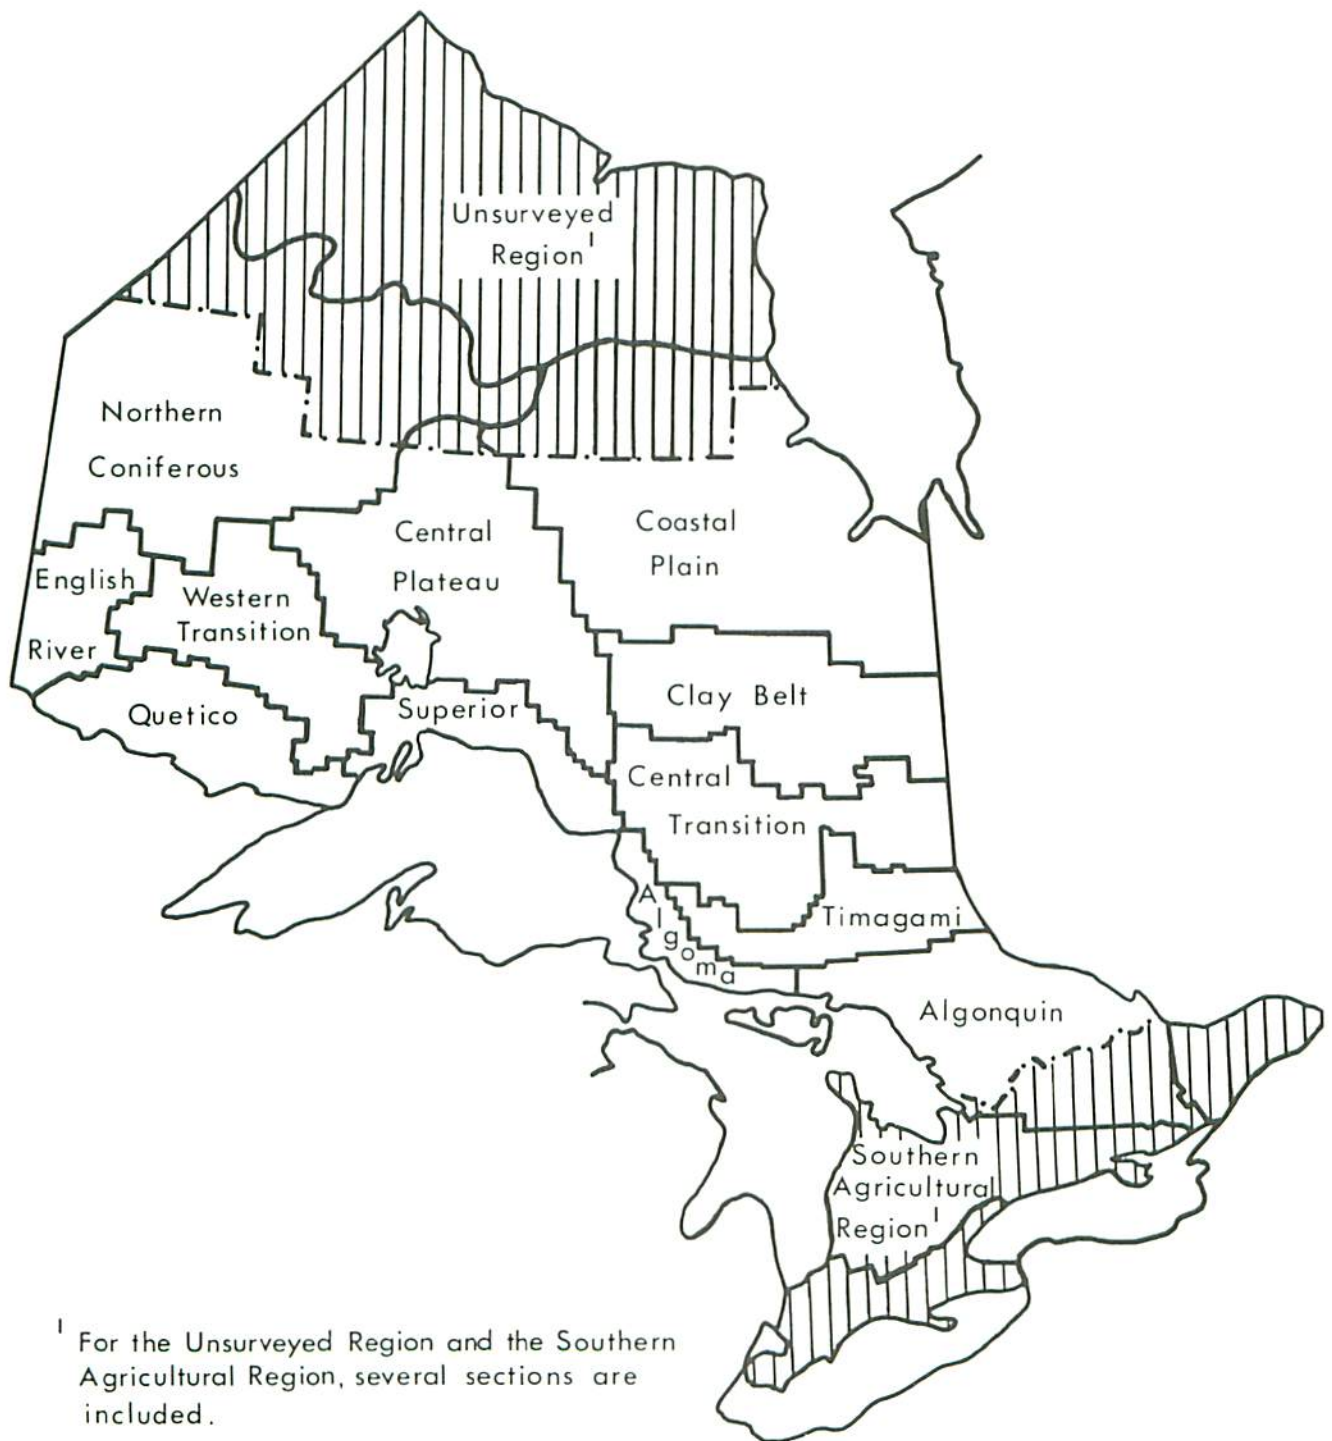 Unsurveyed
Region¹
Northern
Coniferous
Central
Plateau
Coastal
Plain
English
River
Western
Transition
Quetico
Superior
Clay Belt
Central
Transition
Algoma
Timagami
Algonquin
Southern
Agricultural
Region¹
¹ For the Unsurveyed Region and the Southern
Agricultural Region, several sections are
included.